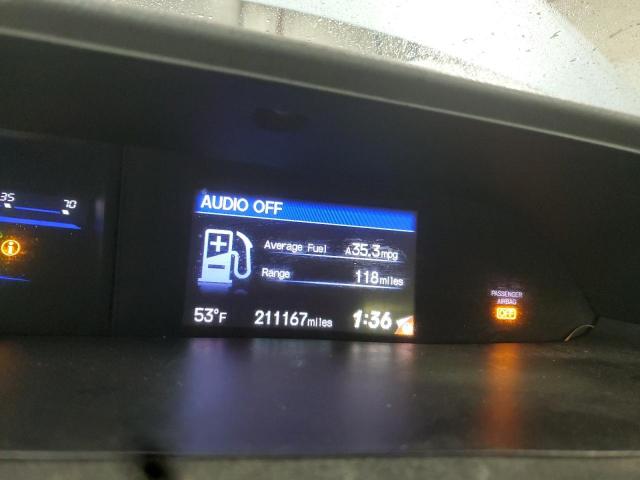 35 70
AUDIO OFF
Average Fuel A35.3mpg
Range 118miles
53°F 211167miles 1:36
PASSENGER
AIRBAG
OFF